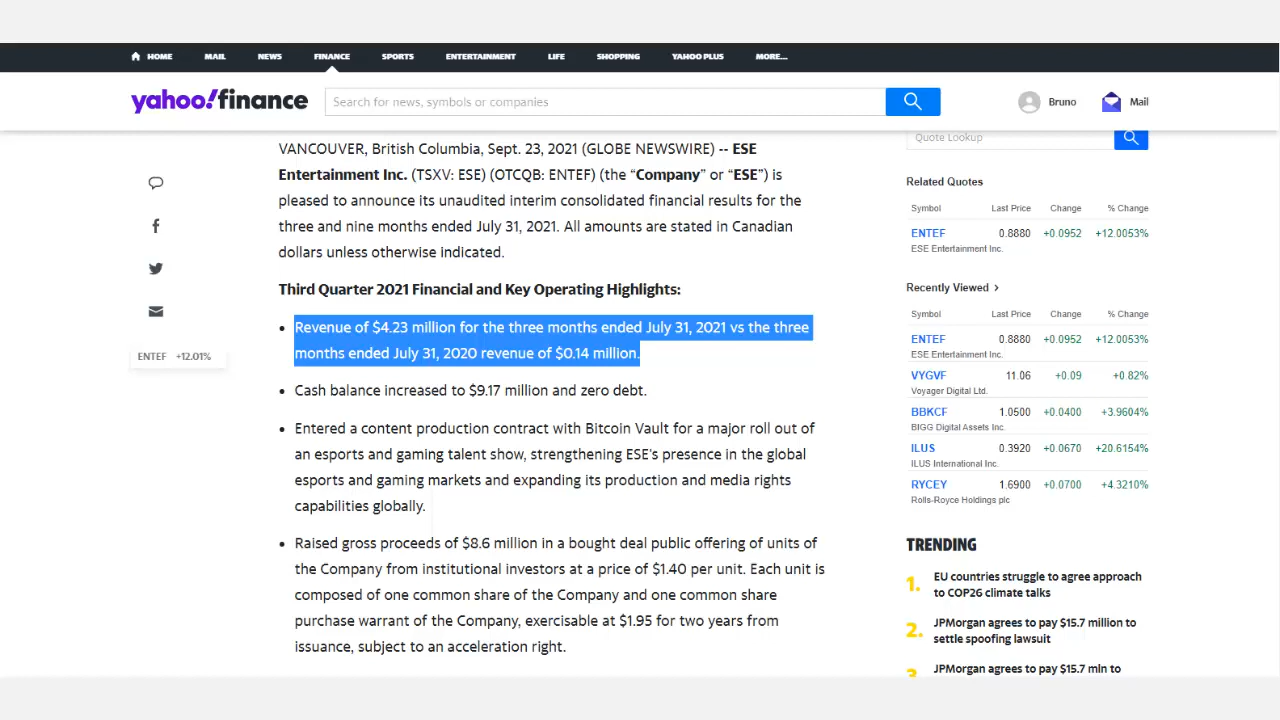 HOME MAIL NEWS FINANCE SPORTS ENTERTAINMENT LIFE SHOPPING YAHOO PLUS MORE...
yahoo!finance
Search for news, symbols or companies
Bruno
Mail
VANCOUVER, British Columbia, Sept. 23, 2021 (GLOBE NEWSWIRE) -- ESE
Entertainment Inc. (TSXV: ESE) (OTCQB: ENTEF) (the “Company” or “ESE”) is
pleased to announce its unaudited interim consolidated financial results for the
three and nine months ended July 31, 2021. All amounts are stated in Canadian
dollars unless otherwise indicated.
Third Quarter 2021 Financial and Key Operating Highlights:
• Revenue of $4.23 million for the three months ended July 31, 2021 vs the three
months ended July 31, 2020 revenue of $0.14 million.
• Cash balance increased to $9.17 million and zero debt.
• Entered a content production contract with Bitcoin Vault for a major roll out of
an esports and gaming talent show, strengthening ESE's presence in the global
esports and gaming markets and expanding its production and media rights
capabilities globally.
• Raised gross proceeds of $8.6 million in a bought deal public offering of units of
the Company from institutional investors at a price of $1.40 per unit. Each unit is
composed of one common share of the Company and one common share
purchase warrant of the Company, exercisable at $1.95 for two years from
issuance, subject to an acceleration right.
ENTEF +12.01%
Quote Lookup
Related Quotes
Symbol Last Price Change % Change
ENTEF 0.8880 +0.0952 +12.0053%
ESE Entertainment Inc.
Recently Viewed >
Symbol Last Price Change % Change
ENTEF 0.8880 +0.0952 +12.0053%
ESE Entertainment Inc.
VYGVF 11.06 +0.09 +0.82%
Voyager Digital Ltd.
BBKCF 1.0500 +0.0400 +3.9604%
BIGG Digital Assets Inc.
ILUS 0.3920 +0.0670 +20.6154%
ILUS International Inc.
RYCEY 1.6900 +0.0700 +4.3210%
Rolls-Royce Holdings plc
TRENDING
1. EU countries struggle to agree approach
to COP26 climate talks
2. JPMorgan agrees to pay $15.7 million to
settle spoofing lawsuit
3. JPMorgan agrees to pay $15.7 mln to